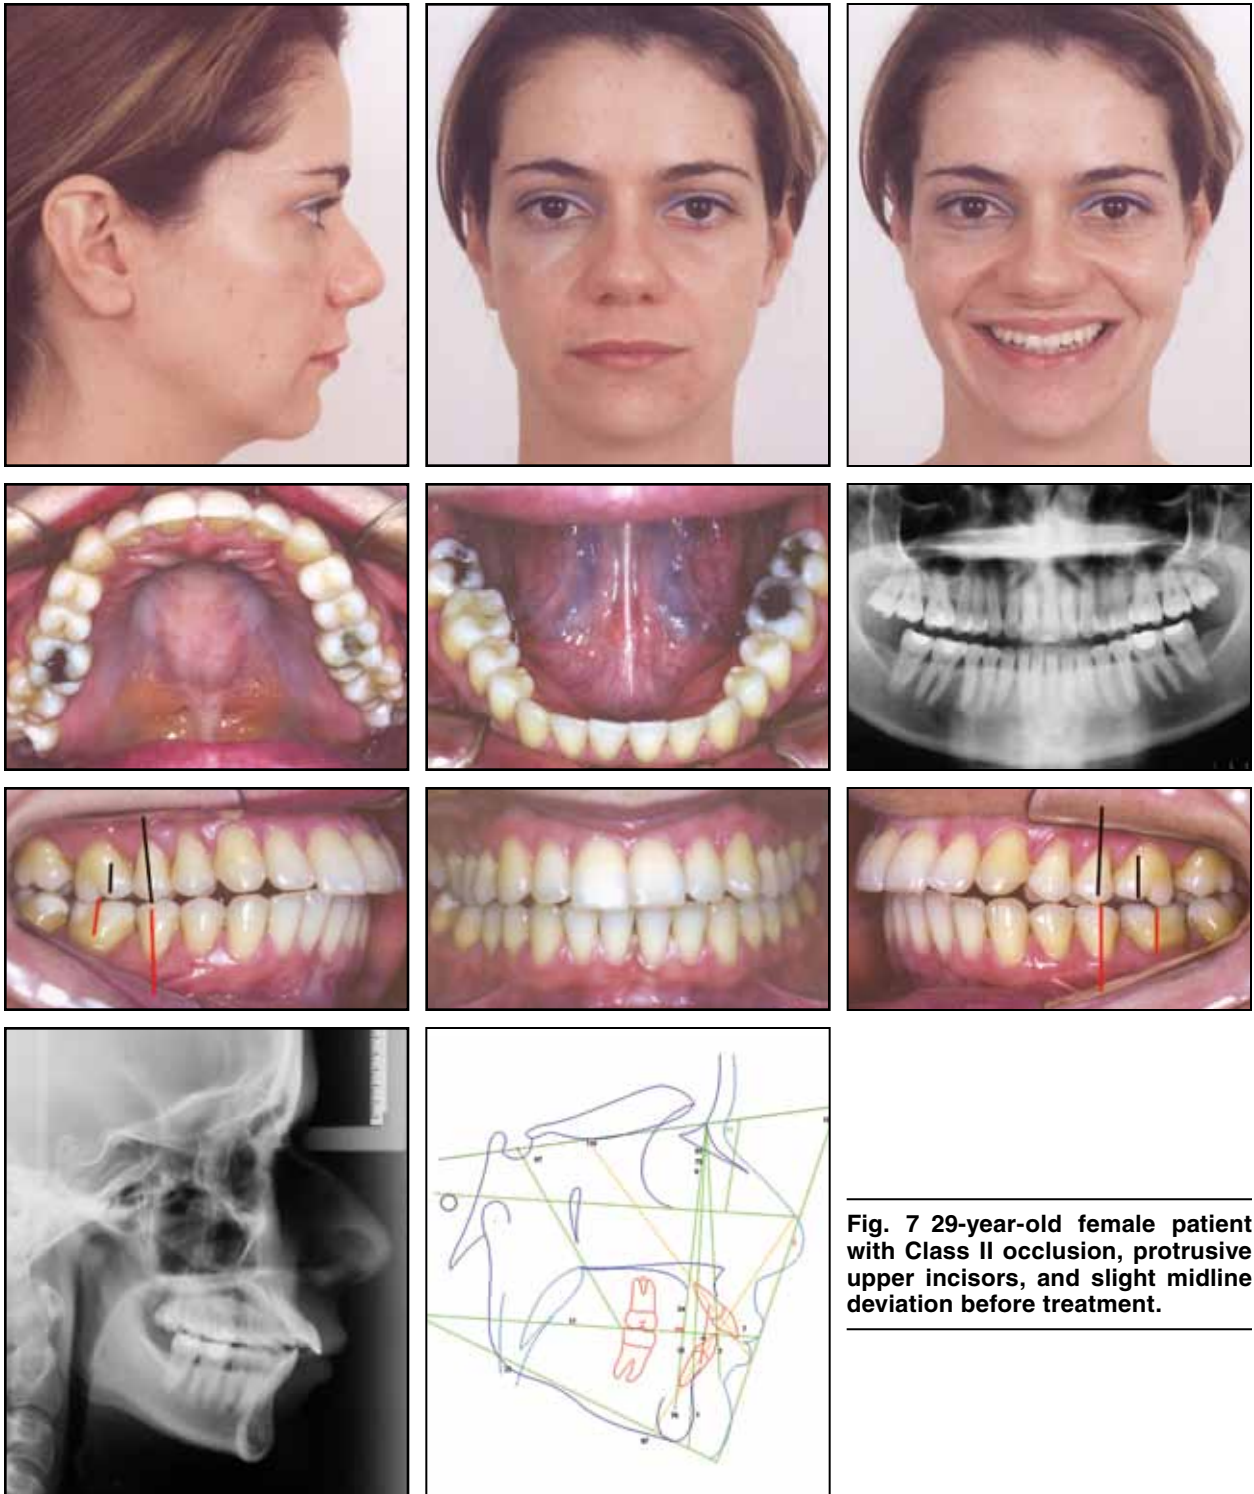 Fig. 7 29-year-old female patient
with Class II occlusion, protrusive
upper incisors, and slight midline
deviation before treatment.